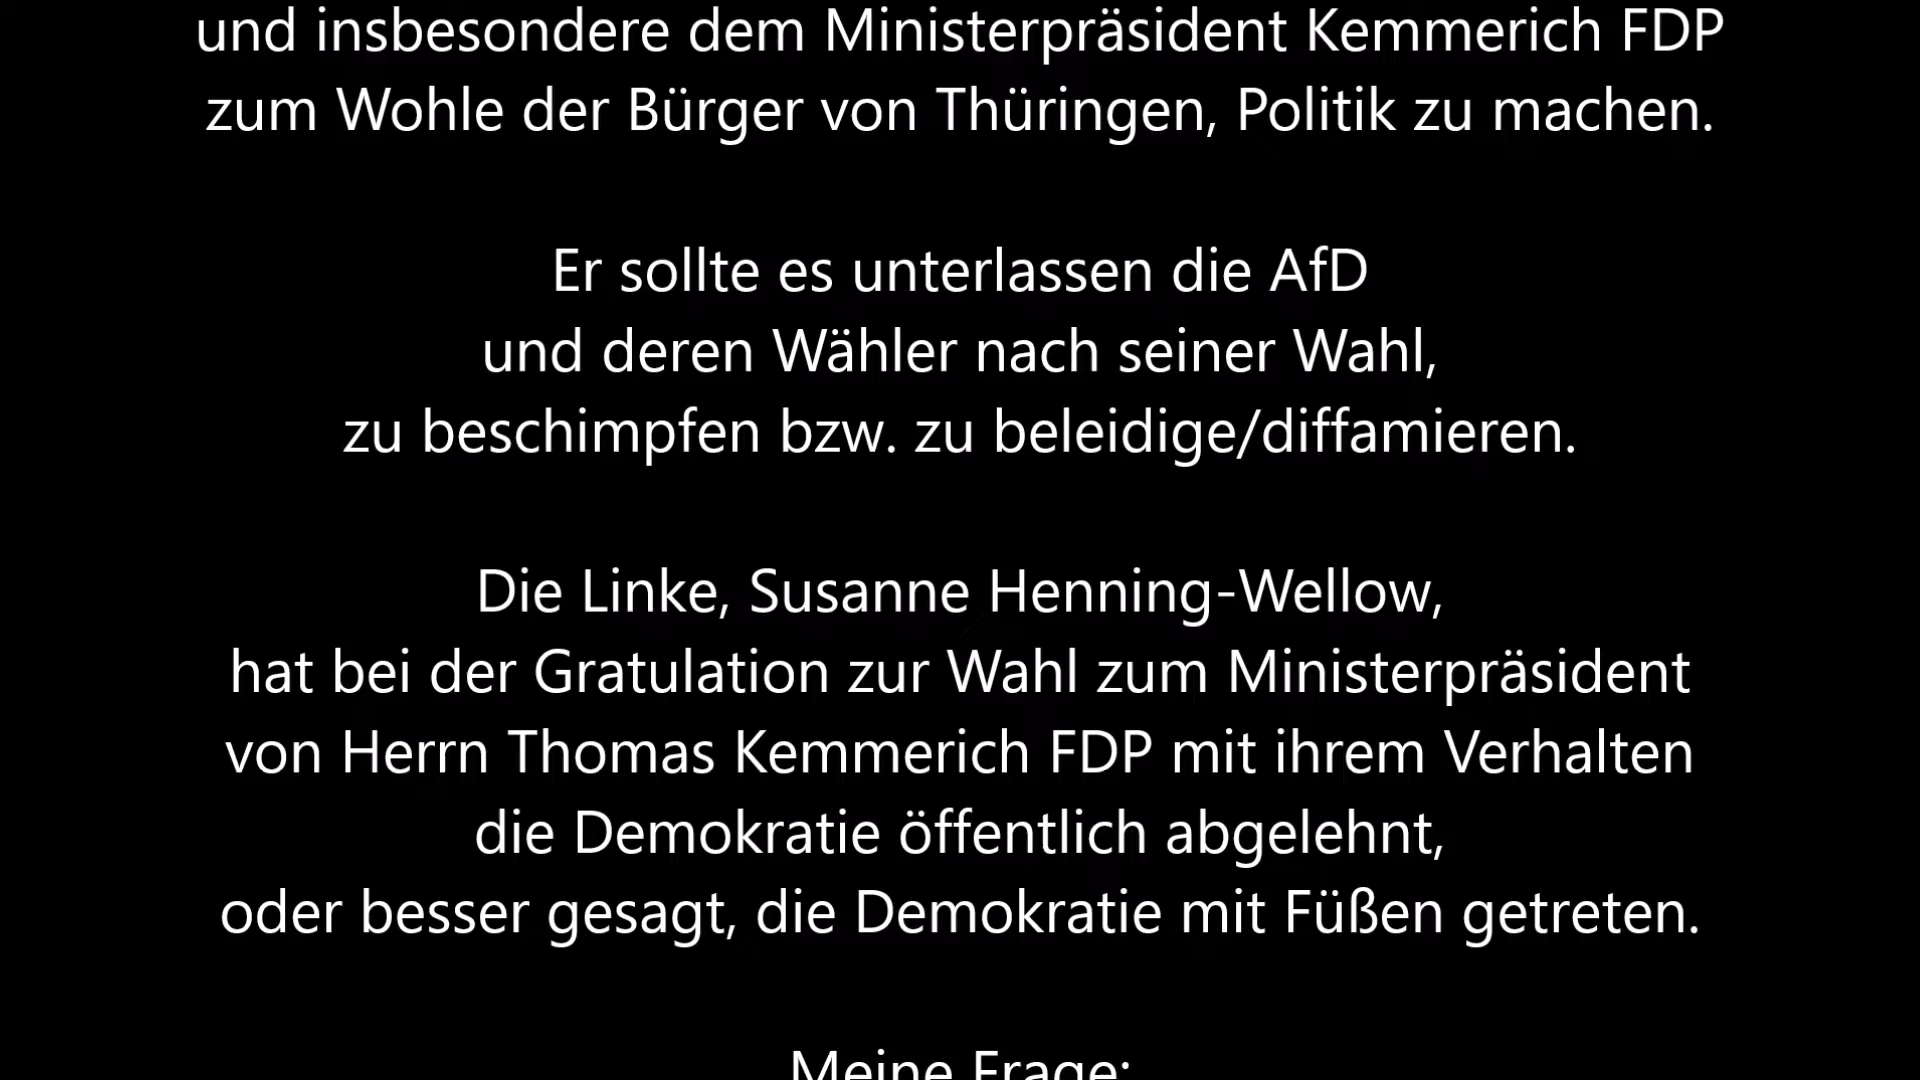 und insbesondere dem Ministerpräsident Kemmerich FDP
zum Wohle der Bürger von Thüringen, Politik zu machen.
Er sollte es unterlassen die AfD
und deren Wähler nach seiner Wahl,
zu beschimpfen bzw. zu beleidige/diffamieren.
Die Linke, Susanne Henning-Wellow,
hat bei der Gratulation zur Wahl zum Ministerpräsident
von Herrn Thomas Kemmerich FDP mit ihrem Verhalten
die Demokratie öffentlich abgelehnt,
oder besser gesagt, die Demokratie mit Füßen getreten.
Meine Frage: